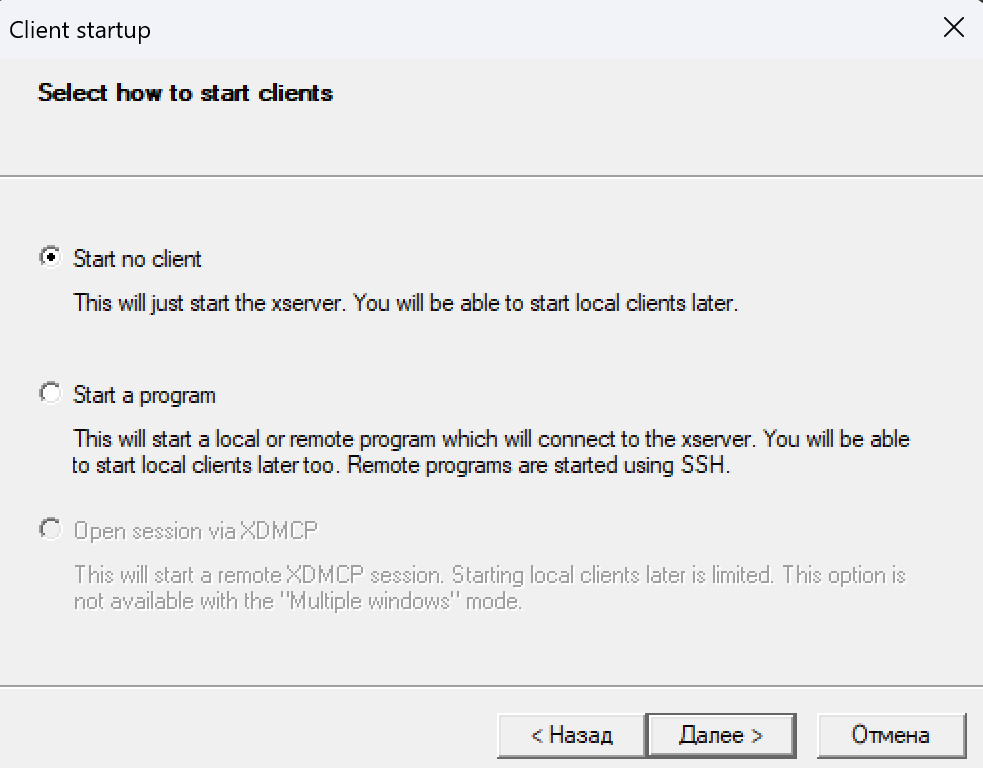 Client startup
Select how to start clients
Start no client
This will just start the xserver. You will be able to start local clients later.
Start a program
This will start a local or remote program which will connect to the xserver. You will be able
to start local clients later too. Remote programs are started using SSH.
Open session via XDMCP
This will start a remote XDMCP session. Starting local clients later is limited. This option is
not available with the "Multiple windows" mode.
< Назад
Далее >
Отмена